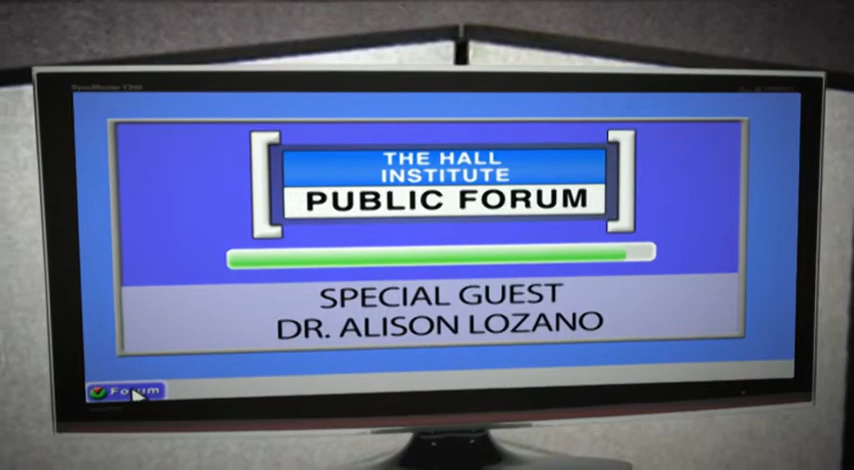 THE HALL
INSTITUTE
PUBLIC FORUM
SPECIAL GUEST
DR. ALISON LOZANO
Forum